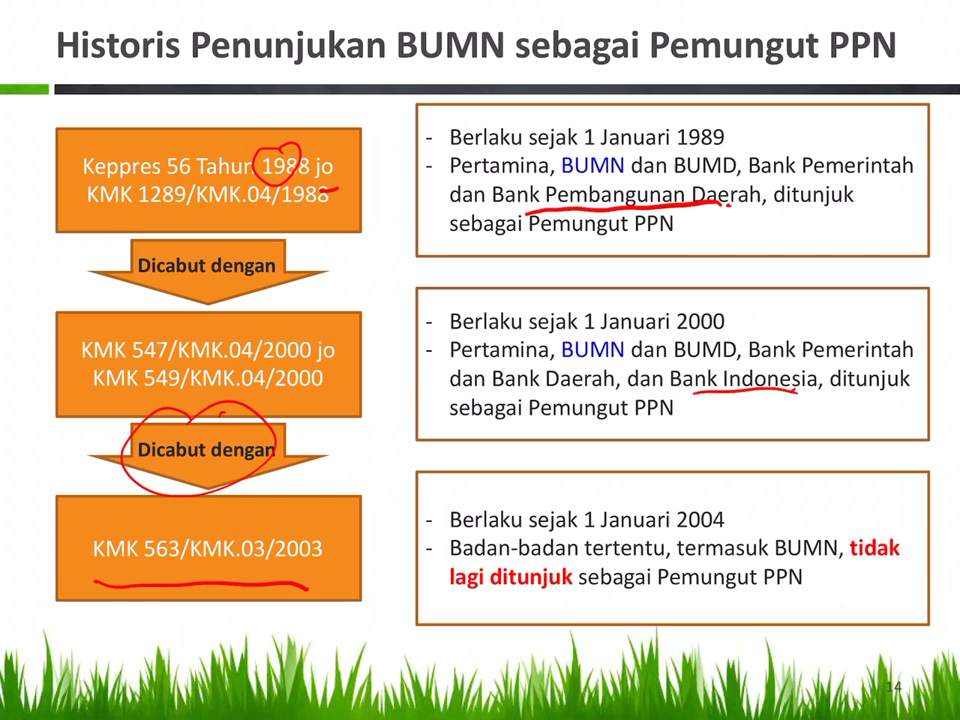 Historis Penunjukan BUMN sebagai Pemungut PPN
Keppres 56 Tahun 1988 jo
KMK 1289/KMK.04/1988
- Berlaku sejak 1 Januari 1989
- Pertamina, BUMN dan BUMD, Bank Pemerintah
dan Bank Pembangunan Daerah, ditunjuk
sebagai Pemungut PPN
Dicabut dengan
KMK 547/KMK.04/2000 jo
KMK 549/KMK.04/2000
- Berlaku sejak 1 Januari 2000
- Pertamina, BUMN dan BUMD, Bank Pemerintah
dan Bank Daerah, dan Bank Indonesia, ditunjuk
sebagai Pemungut PPN
Dicabut dengan
KMK 563/KMK.03/2003
- Berlaku sejak 1 Januari 2004
- Badan-badan tertentu, termasuk BUMN, tidak
lagi ditunjuk sebagai Pemungut PPN
14